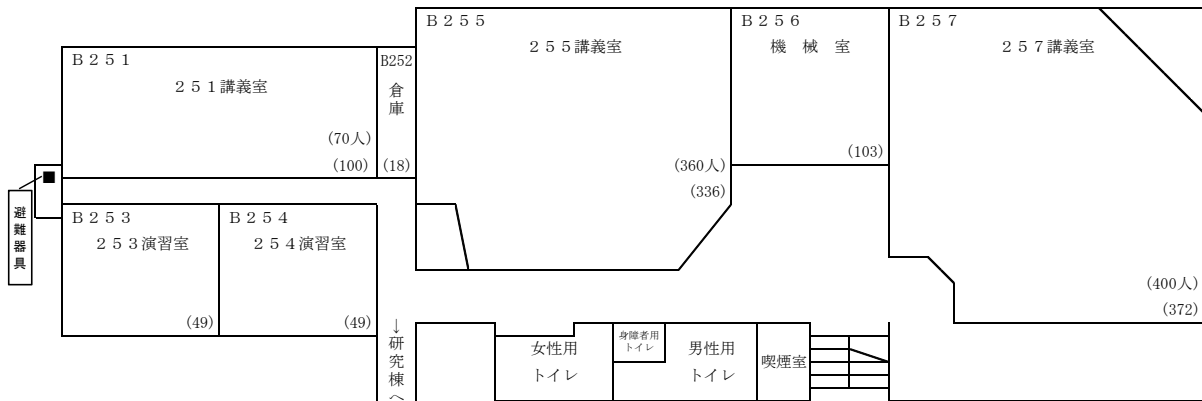 Ｂ２５１
２５１講義室
(70人)
(100)
B252
倉庫
(18)
Ｂ２５５
２５５講義室
(360人)
(336)
Ｂ２５６
機　械　室
(103)
Ｂ２５７
２５７講義室
(400人)
(372)
避難器具
Ｂ２５３
２５３演習室
(49)
Ｂ２５４
２５４演習室
(49)
↓研究棟へ
女性用
トイレ
身障者用
トイレ
男性用
トイレ
喫煙室